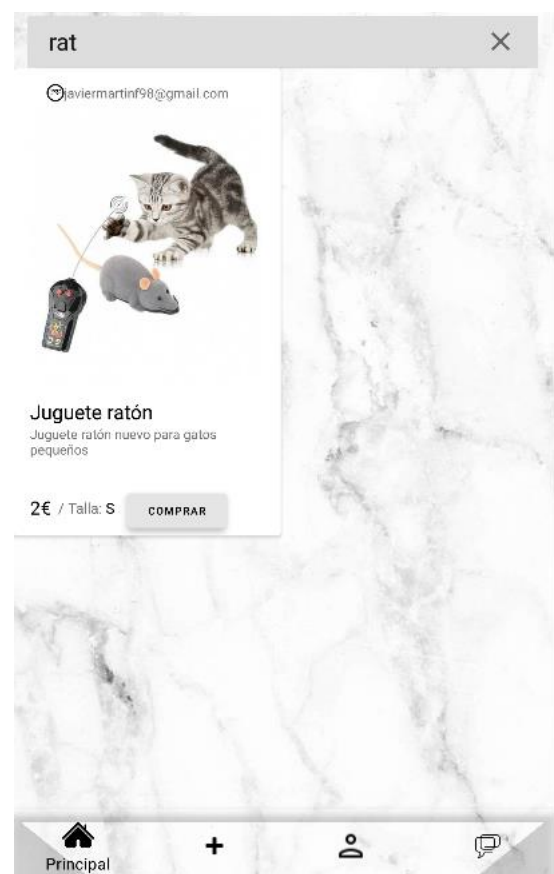 rat
javiermartinf98@gmail.com
Juguete ratón
Juguete ratón nuevo para gatos
pequeños
2€ / Talla: S COMPRAR
Principal